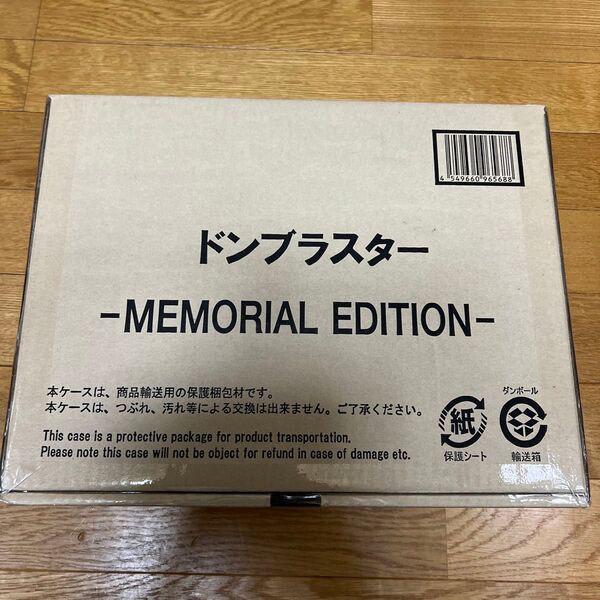 4 549660 965688
ドンブラスター
-MEMORIAL EDITION-
本ケースは、商品輸送用の保護梱包材です。
本ケースは、つぶれ、汚れ等による交換は出来ません。ご了承ください。
This case is a protective package for product transportation.
Please note this case will not be object for refund in case of damage etc.
紙
保護シート
ダンボール
輸送箱